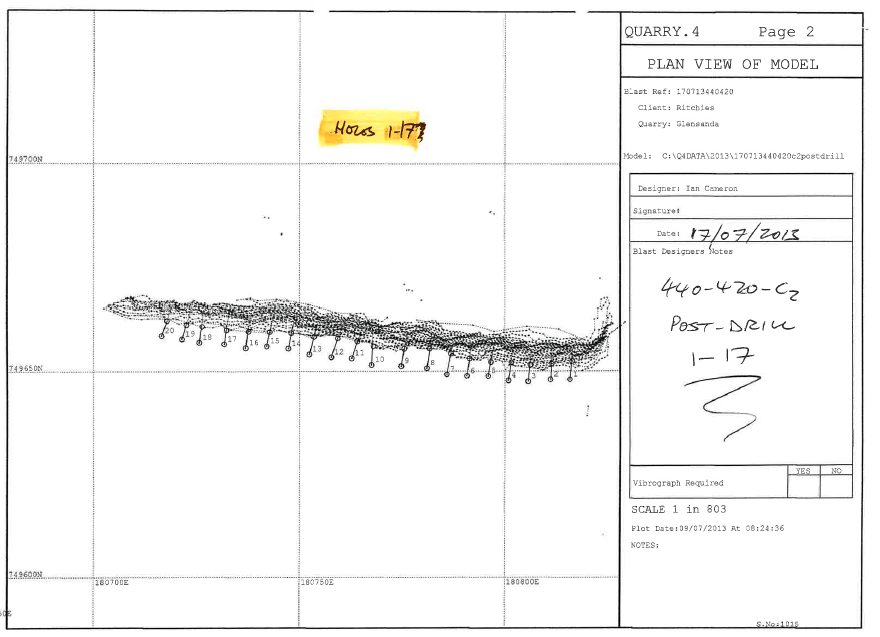 QUARRY.4 Page 2
PLAN VIEW OF MODEL
Blast Ref: 170713440420
Client: Ritchies
Quarry: Glensanda
Model: C:\Q4DATA\2013\170713440420c2postdrill
Designer: Ian Cameron
Signature:
Date: 17/07/2013
Blast Designers Notes
440-420-C2
POST-DRILL
1-17
YES NO
Vibrograph Required
SCALE 1 in 803
Plot Date:09/07/2013 At 08:24:36
NOTES:
S.No:1818
HOLES 1-17
749700N
20 19 18 17 16 15 14 13 12 11 10 9 8 7 6 5 4 3 2 1
749650N
749600N
180700E 180750E 180800E